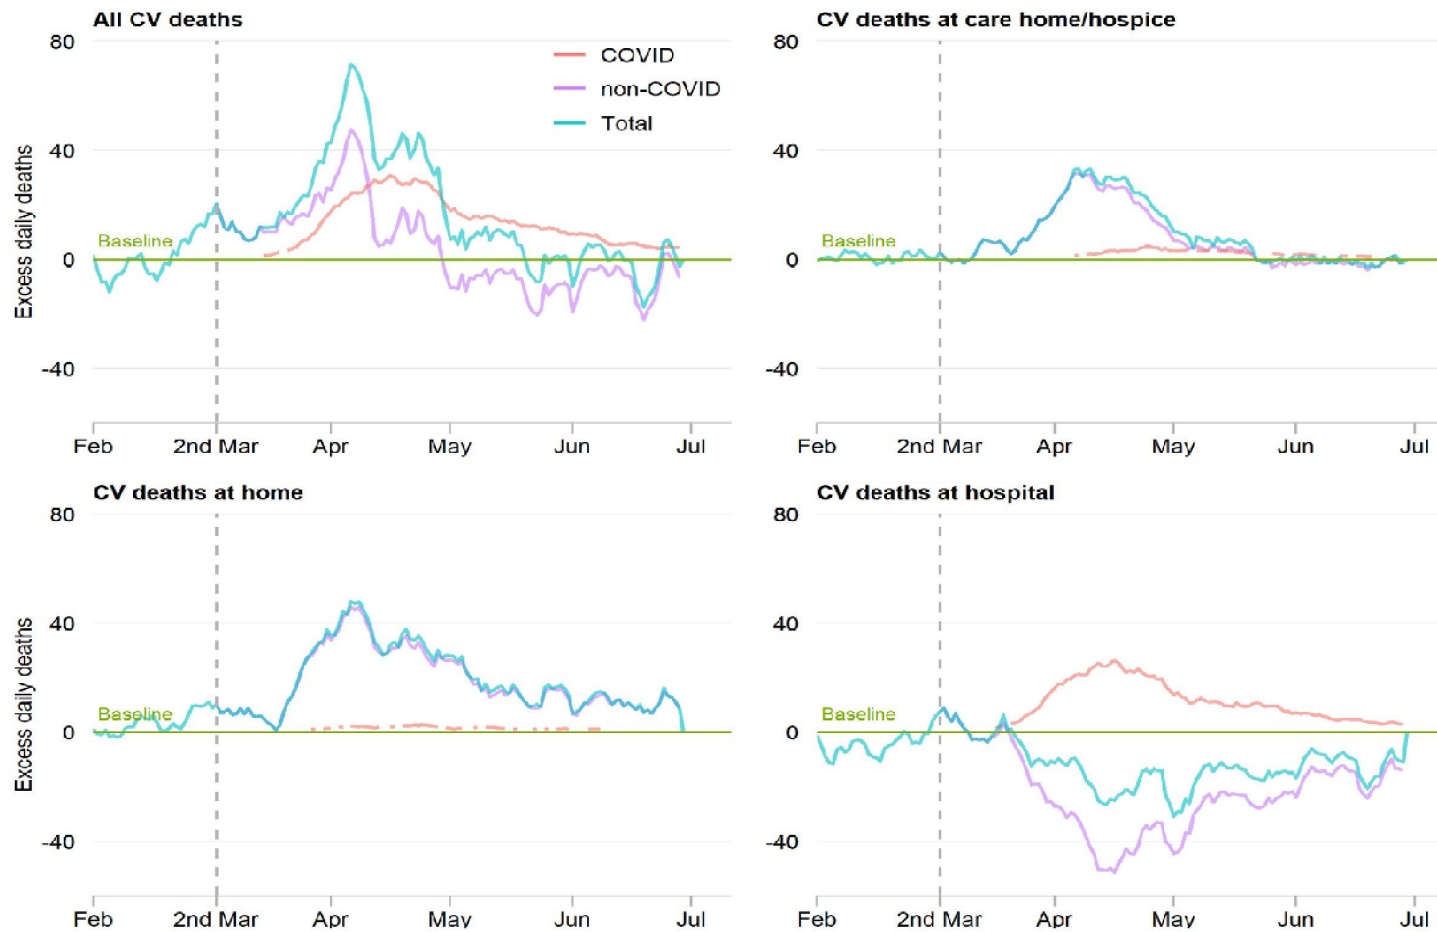 All CV deaths
80
40
0
-40
Excess daily deaths
Baseline
COVID
non-COVID
Total
Feb 2nd Mar Apr May Jun Jul
CV deaths at care home/hospice
80
40
0
-40
Baseline
Feb 2nd Mar Apr May Jun Jul
CV deaths at home
80
40
0
-40
Excess daily deaths
Baseline
Feb 2nd Mar Apr May Jun Jul
CV deaths at hospital
80
40
0
-40
Baseline
Feb 2nd Mar Apr May Jun Jul